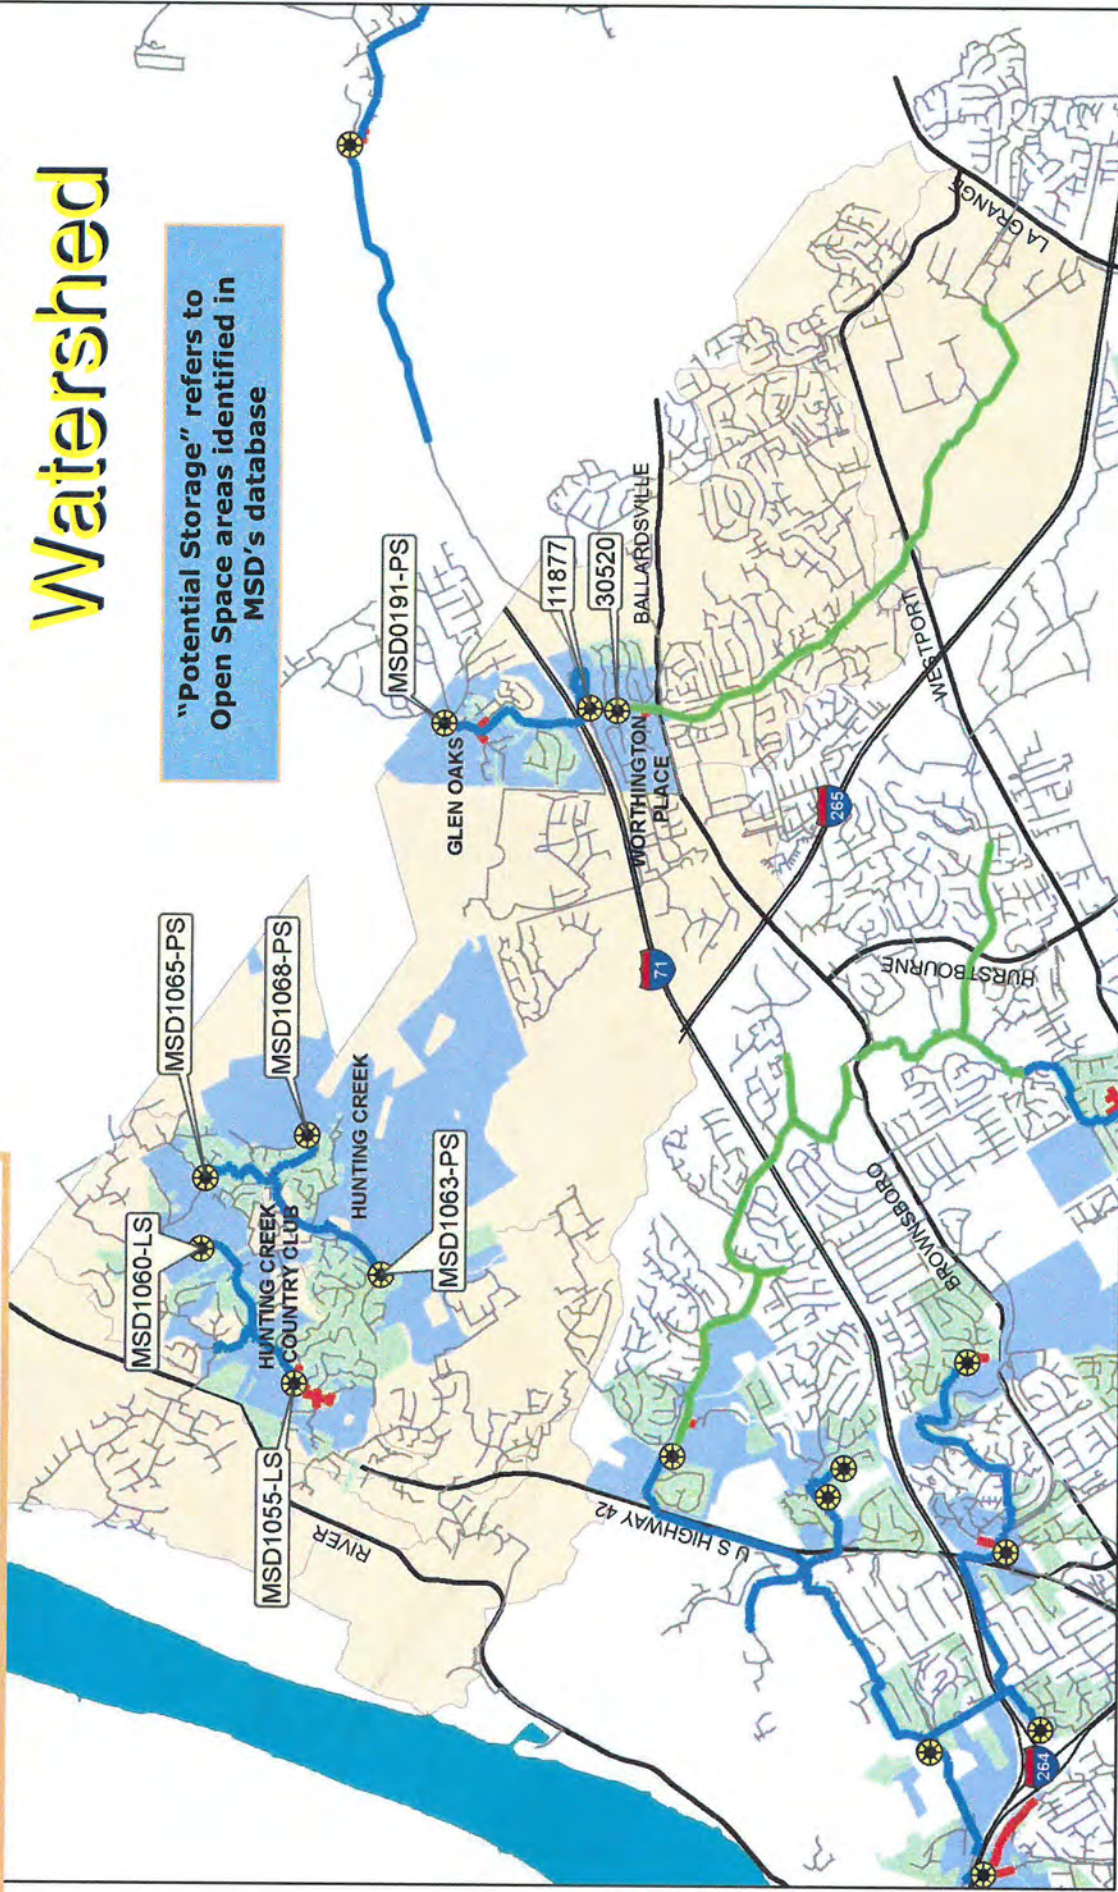 Watershed
"Potential Storage" refers to
Open Space areas identified in
MSD's database
MSD0191-PS
11877
30520
BALLARDSVILLE
LA GRANGE
WESTPORT
GLEN OAKS
WORTHINGTON
PLACE
265
71
HURSTBOURNE
MSD1065-PS
MSD1068-PS
HUNTING CREEK
MSD1063-PS
MSD1060-LS
HUNTING CREEK
COUNTRY CLUB
MSD1055-LS
RIVER
U S HIGHWAY 42
BROWNSBORO
264